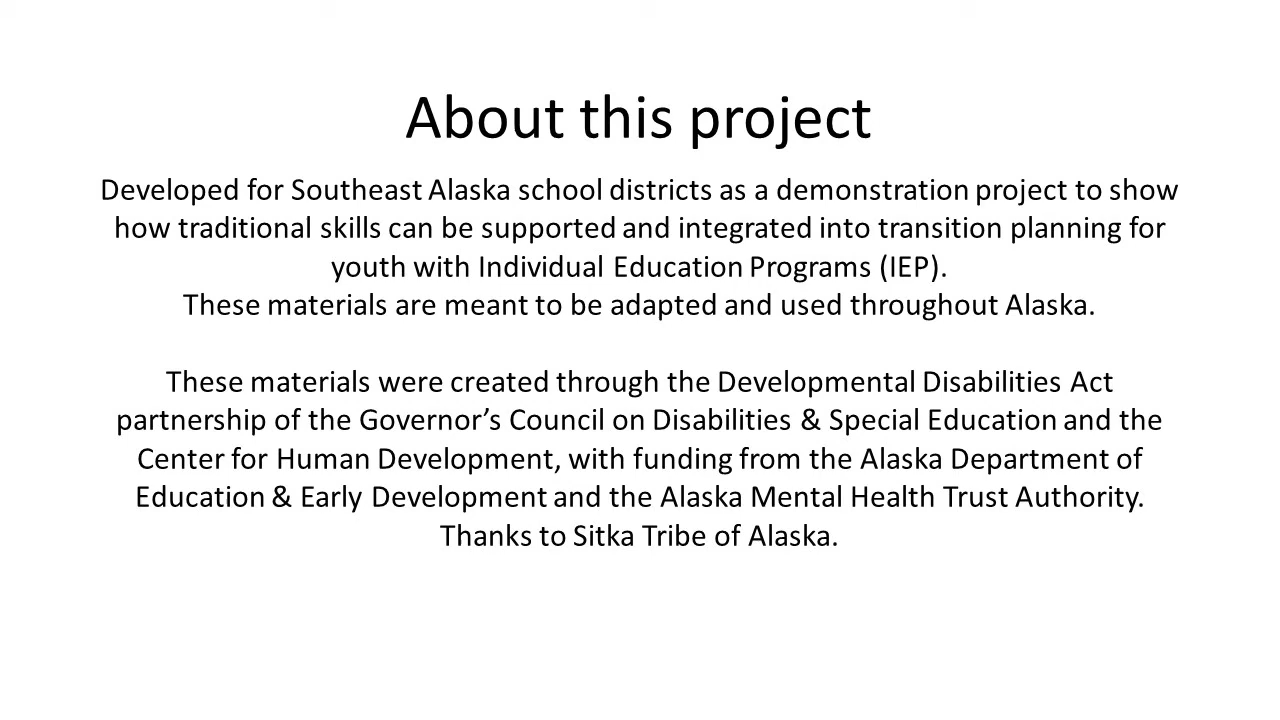 About this project
Developed for Southeast Alaska school districts as a demonstration project to show
how traditional skills can be supported and integrated into transition planning for
youth with Individual Education Programs (IEP).
These materials are meant to be adapted and used throughout Alaska.
These materials were created through the Developmental Disabilities Act
partnership of the Governor’s Council on Disabilities & Special Education and the
Center for Human Development, with funding from the Alaska Department of
Education & Early Development and the Alaska Mental Health Trust Authority.
Thanks to Sitka Tribe of Alaska.